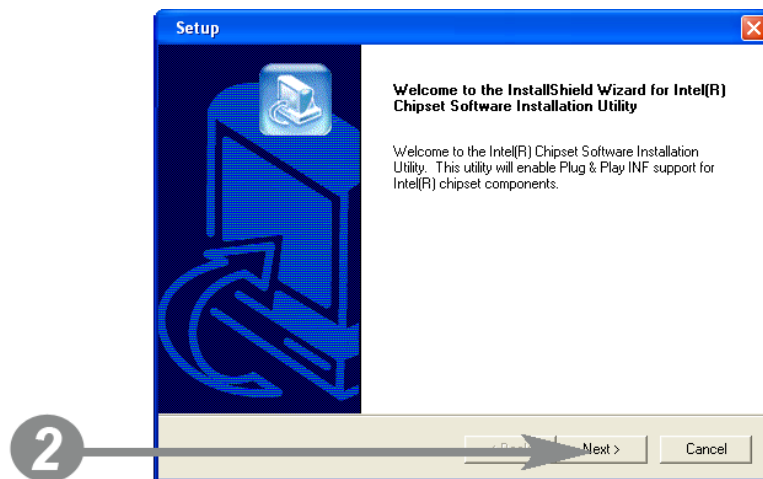 Setup
Welcome to the InstallShield Wizard for Intel(R)
Chipset Software Installation Utility
Welcome to the Intel(R) Chipset Software Installation
Utility. This utility will enable Plug & Play INF support for
Intel(R) chipset components.
2
Next >
Cancel